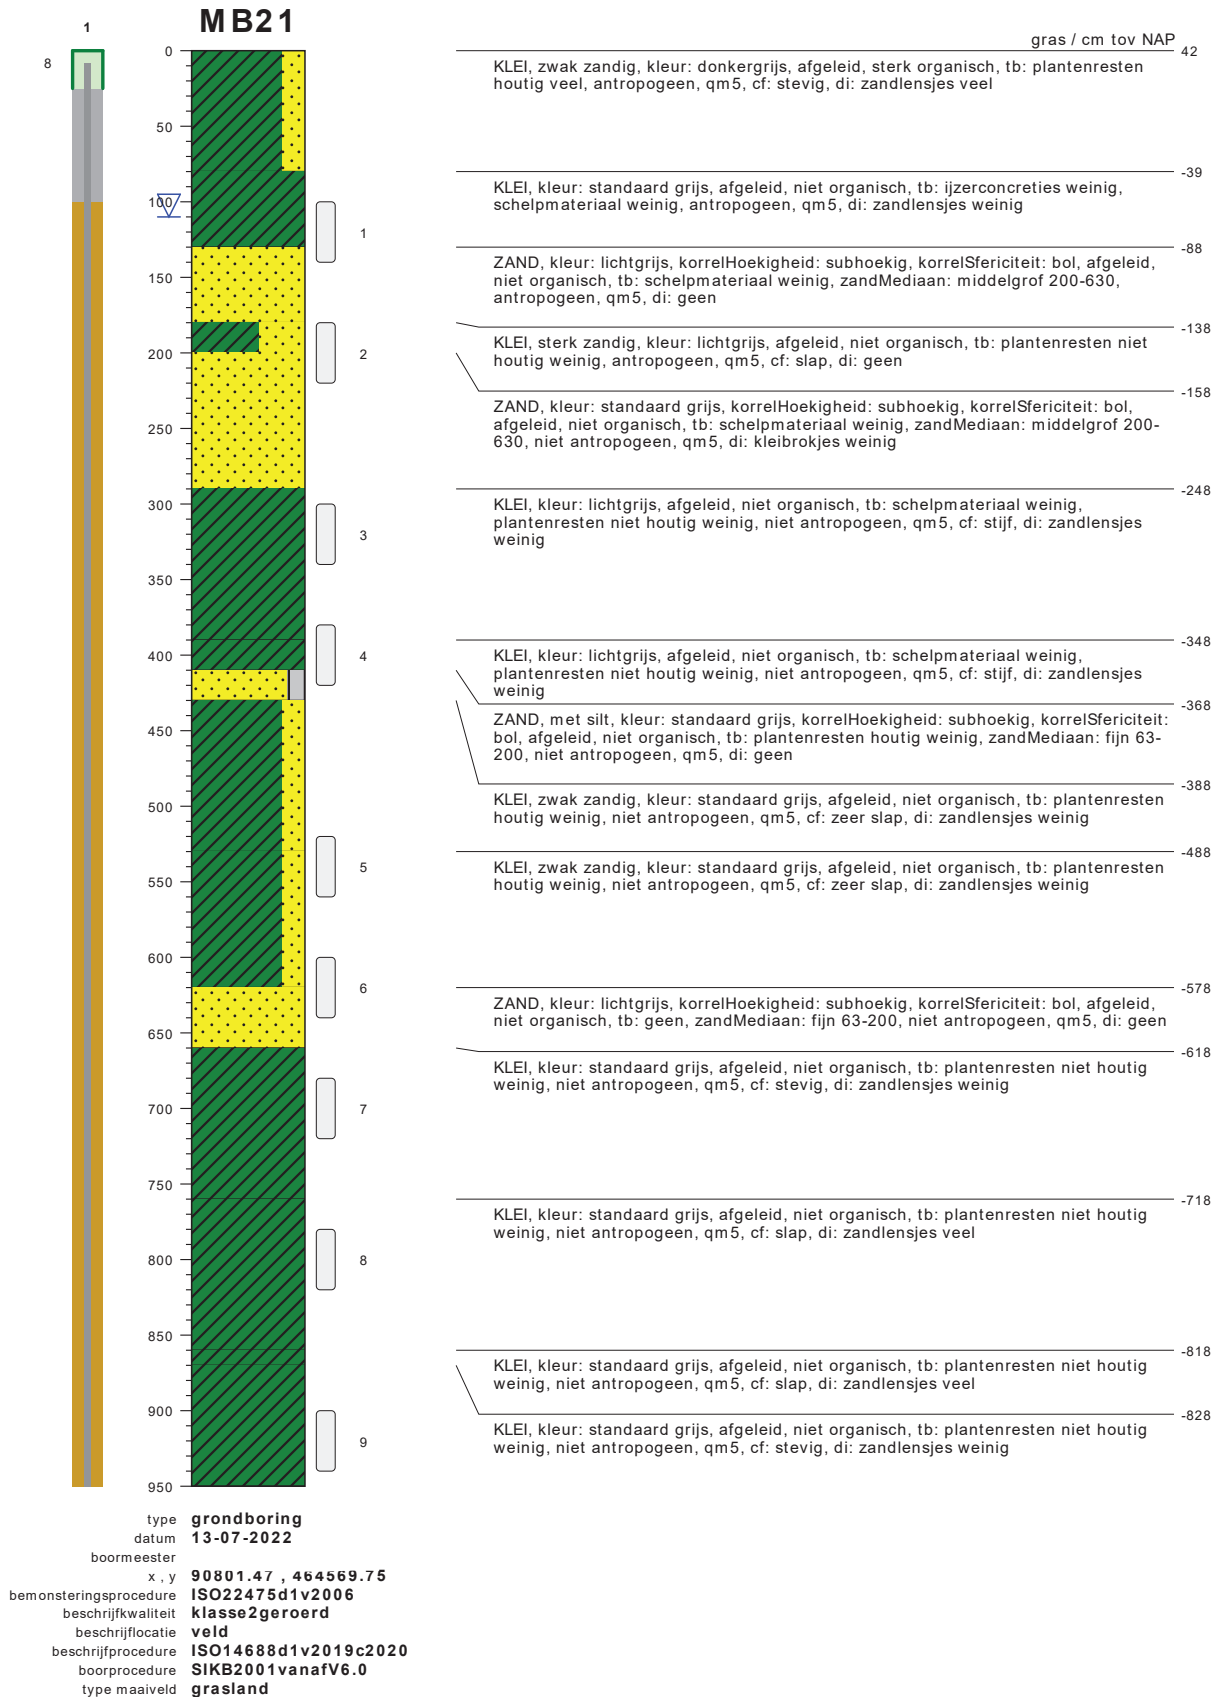 1
MB21
gras / cm tov NAP
8
0
50
100
150
200
250
300
350
400
450
500
550
600
650
700
750
800
850
900
950
1
2
3
4
5
6
7
8
9
42
KLEI, zwak zandig, kleur: donkergrijs, afgeleid, sterk organisch, tb: plantenresten
houtig veel, antropogeen, qm5, cf: stevig, di: zandlensjes veel
-39
KLEI, kleur: standaard grijs, afgeleid, niet organisch, tb: ijzerconcreties weinig,
schelpmateriaal weinig, antropogeen, qm5, di: zandlensjes weinig
-88
ZAND, kleur: lichtgrijs, korrelHoekigheid: subhoekig, korrelSfericiteit: bol, afgeleid,
niet organisch, tb: schelpmateriaal weinig, zandMediaan: middelgrof 200-630,
antropogeen, qm5, di: geen
-138
KLEI, sterk zandig, kleur: lichtgrijs, afgeleid, niet organisch, tb: plantenresten niet
houtig weinig, antropogeen, qm5, cf: slap, di: geen
-158
ZAND, kleur: standaard grijs, korrelHoekigheid: subhoekig, korrelSfericiteit: bol,
afgeleid, niet organisch, tb: schelpmateriaal weinig, zandMediaan: middelgrof 200-
630, niet antropogeen, qm5, di: kleibrokjes weinig
-248
KLEI, kleur: lichtgrijs, afgeleid, niet organisch, tb: schelpmateriaal weinig,
plantenresten niet houtig weinig, niet antropogeen, qm5, cf: stijf, di: zandlensjes
weinig
-348
KLEI, kleur: lichtgrijs, afgeleid, niet organisch, tb: schelpmateriaal weinig,
plantenresten niet houtig weinig, niet antropogeen, qm5, cf: stijf, di: zandlensjes
weinig
-368
ZAND, met silt, kleur: standaard grijs, korrelHoekigheid: subhoekig, korrelSfericiteit:
bol, afgeleid, niet organisch, tb: plantenresten houtig weinig, zandMediaan: fijn 63-
200, niet antropogeen, qm5, di: geen
-388
KLEI, zwak zandig, kleur: standaard grijs, afgeleid, niet organisch, tb: plantenresten
houtig weinig, niet antropogeen, qm5, cf: zeer slap, di: zandlensjes weinig
-488
KLEI, zwak zandig, kleur: standaard grijs, afgeleid, niet organisch, tb: plantenresten
houtig weinig, niet antropogeen, qm5, cf: zeer slap, di: zandlensjes weinig
-578
ZAND, kleur: lichtgrijs, korrelHoekigheid: subhoekig, korrelSfericiteit: bol, afgeleid,
niet organisch, tb: geen, zandMediaan: fijn 63-200, niet antropogeen, qm5, di: geen
-618
KLEI, kleur: standaard grijs, afgeleid, niet organisch, tb: plantenresten niet houtig
weinig, niet antropogeen, qm5, cf: stevig, di: zandlensjes weinig
-718
KLEI, kleur: standaard grijs, afgeleid, niet organisch, tb: plantenresten niet houtig
weinig, niet antropogeen, qm5, cf: slap, di: zandlensjes veel
-818
KLEI, kleur: standaard grijs, afgeleid, niet organisch, tb: plantenresten niet houtig
weinig, niet antropogeen, qm5, cf: slap, di: zandlensjes veel
-828
KLEI, kleur: standaard grijs, afgeleid, niet organisch, tb: plantenresten niet houtig
weinig, niet antropogeen, qm5, cf: stevig, di: zandlensjes weinig
type grondboring
datum 13-07-2022
boormeester
x , y 90801.47 , 464569.75
bemonsteringsprocedure ISO22475d1v2006
beschrijfkwaliteit klasse2geroerd
beschrijflocatie veld
beschrijfprocedure ISO14688d1v2019c2020
boorprocedure SIKB2001vanafV6.0
type maaiveld grasland